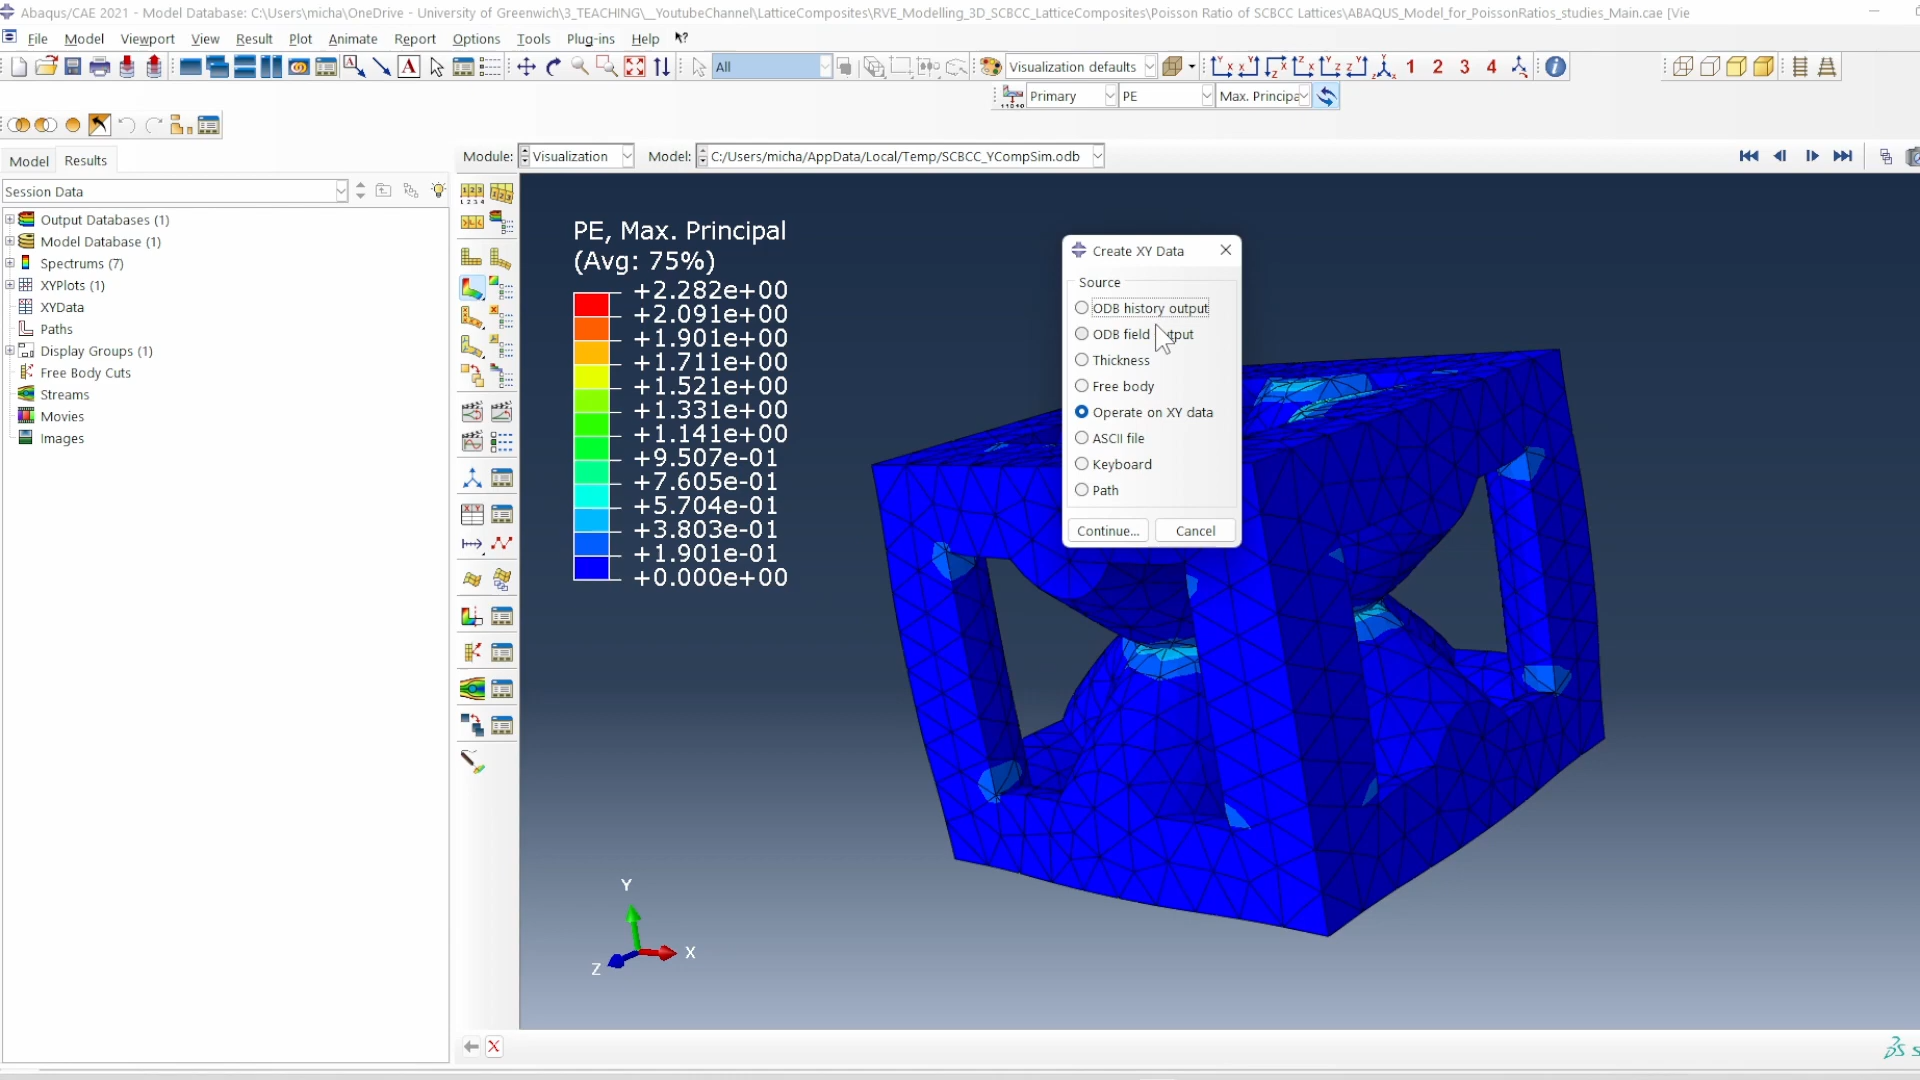 Abaqus/CAE 2021 - Model Database: C:\Users\micha\OneDrive - University of Greenwich\3_TEACHING\__YoutubeChannel\LatticeComposites\RVE_Modelling_3D_SCBCC_LatticeComposites\Poisson Ratio of SCBCC Lattices\ABAQUS_Model_for_PoissonRatios_studies_Main.cae [Vie
File Model Viewport View Result Plot Animate Report Options Tools Plug-ins Help
All Visualization defaults 1 2 3 4
Primary PE Max. Principa
Model Results Module: Visualization Model: C:/Users/micha/AppData/Local/Temp/SCBCC_YCompSim.odb
Session Data
Output Databases (1)
Model Database (1)
Spectrums (7)
XYPlots (1)
XYData
Paths
Display Groups (1)
Free Body Cuts
Streams
Movies
Images
PE, Max. Principal
(Avg: 75%)
+2.282e+00
+2.091e+00
+1.901e+00
+1.711e+00
+1.521e+00
+1.331e+00
+1.141e+00
+9.507e-01
+7.605e-01
+5.704e-01
+3.803e-01
+1.901e-01
+0.000e+00
Create XY Data
Source
ODB history output
ODB field output
Thickness
Free body
Operate on XY data
ASCII file
Keyboard
Path
Continue... Cancel
Y
X
Z